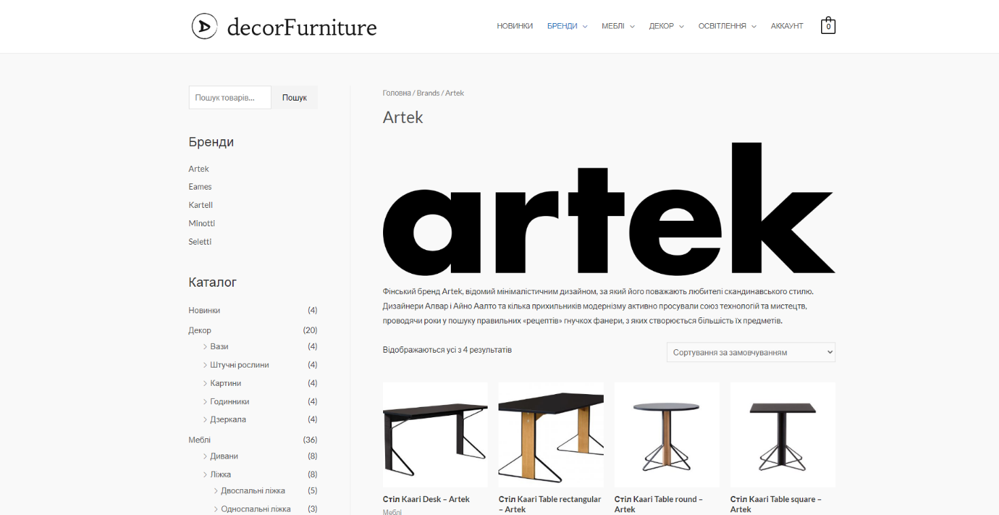 decorFurniture
НОВИНКИ БРЕНДИ МЕБЛІ ДЕКОР ОСВІТЛЕННЯ АККАУНТ 0
Пошук товарів... Пошук
Бренди
Artek
Eames
Kartell
Minotti
Seletti
Каталог
Новинки (4)
Декор (20)
Вази (4)
Штучні рослини (4)
Картини (4)
Годинники (4)
Дзеркала (4)
Меблі (36)
Дивани (8)
Ліжка (8)
Двоспальні ліжка (5)
Односпальні ліжка (3)
Головна / Brands / Artek
Artek
artek
Фінський бренд Artek, відомий мінімалістичним дизайном, за який його поважають любителі скандинавського стилю.
Дизайнери Алвар і Айно Аалто та кілька прихильників модернізму активно просували союз технологій та мистецтв,
проводячи роки у пошуку правильних «рецептів» гнучкох фанери, з яких створюється більшість їх предметів.
Відображаються усі з 4 результатів
Сортування за замовчуванням
Стіл Kaari Desk – Artek
Меблі
Стіл Kaari Table rectangular
– Artek
Стіл Kaari Table round –
Artek
Стіл Kaari Table square –
Artek